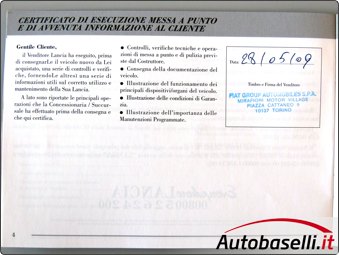 CERTIFICATO DI ESECUZIONE MESSA A PUNTO
E DI AVVENUTA INFORMAZIONE AL CLIENTE
Gentile Cliente,
il Venditore Lancia ha eseguito, prima
di consegnarLe il veicolo nuovo da Lei
acquistato, una serie di controlli e verifi-
che, fornendoLe altresì una serie di
informazioni utili sul corretto utilizzo e
mantenimento della Sua Lancia.
A lato sono riportate le principali opera-
zioni che la Concessionaria / Succur-
sale ha effettuato prima della consegna
e che qui certifica.
• Controlli, verifiche tecniche e opera-
zioni di messa a punto e di pulizia previs-
te dal Costruttore.
• Consegna della documentazione del
veicolo.
• Illustrazione del funzionamento dei
principali dispositivi/organi del veicolo.
• Illustrazione delle condizioni di Garan-
zia.
• Illustrazione dell'importanza delle
Manutenzioni Programmate.
Data 28/05/09
Timbro e Firma del Venditore
FIAT GROUP AUTOMOBILES S.P.A.
MIRAFIORI MOTOR VILLAGE
PIAZZA CATTANEO 9
10137 TORINO
4
Autobaselli.it